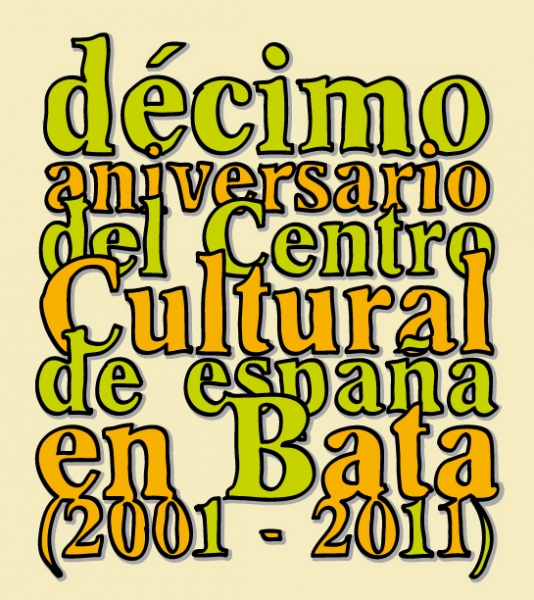 décimo
aniversario
del Centro
Cultural
de españa
en Bata
(2001 - 2011)